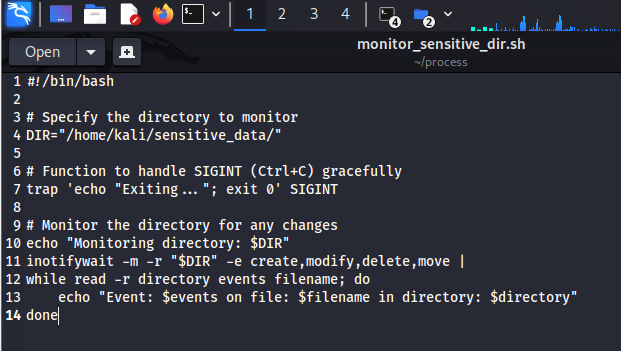 1 2 3 4 4 2
Open monitor_sensitive_dir.sh
~/process
1 #!/bin/bash
2
3 # Specify the directory to monitor
4 DIR="/home/kali/sensitive_data/"
5
6 # Function to handle SIGINT (Ctrl+C) gracefully
7 trap 'echo "Exiting..."; exit 0' SIGINT
8
9 # Monitor the directory for any changes
10 echo "Monitoring directory: $DIR"
11 inotifywait -m -r "$DIR" -e create,modify,delete,move |
12 while read -r directory events filename; do
13     echo "Event: $events on file: $filename in directory: $directory"
14 done